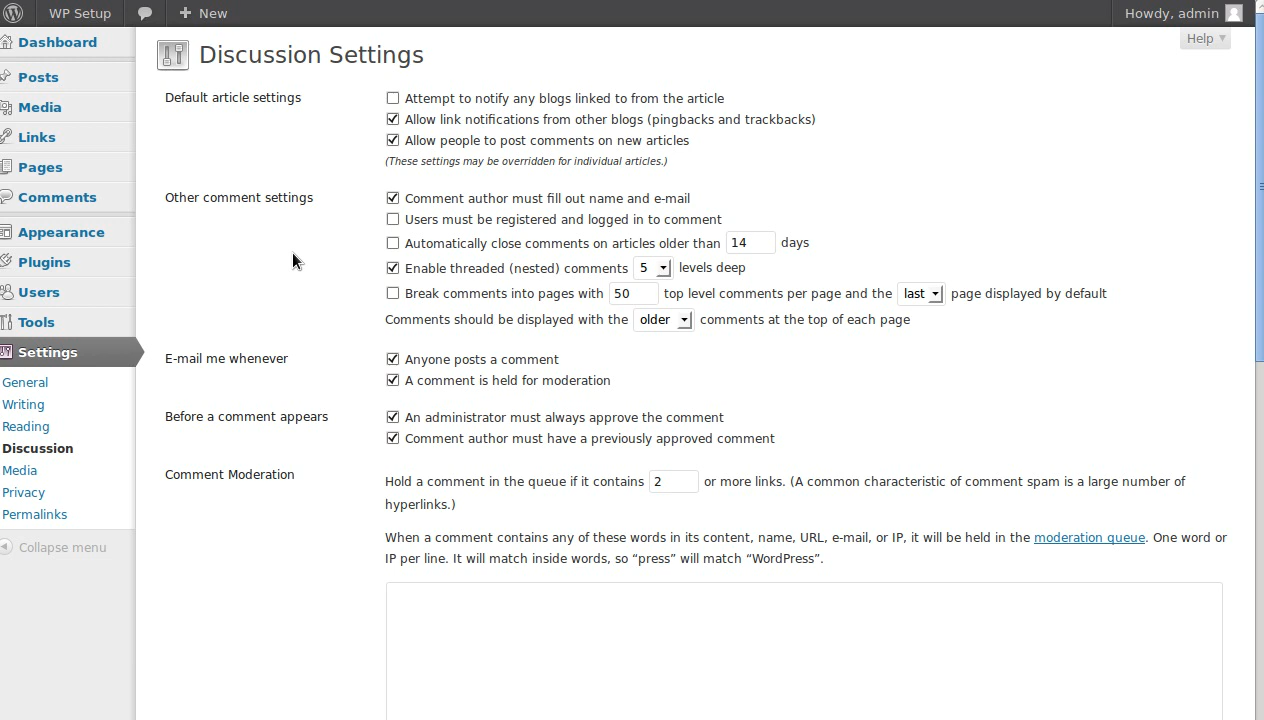 WP Setup New Howdy, admin
Help
Dashboard
Posts
Media
Links
Pages
Comments
Appearance
Plugins
Users
Tools
Settings
General
Writing
Reading
Discussion
Media
Privacy
Permalinks
Collapse menu
Discussion Settings
Default article settings
Attempt to notify any blogs linked to from the article
Allow link notifications from other blogs (pingbacks and trackbacks)
Allow people to post comments on new articles
(These settings may be overridden for individual articles.)
Other comment settings
Comment author must fill out name and e-mail
Users must be registered and logged in to comment
Automatically close comments on articles older than 14 days
Enable threaded (nested) comments 5 levels deep
Break comments into pages with 50 top level comments per page and the last page displayed by default
Comments should be displayed with the older comments at the top of each page
E-mail me whenever
Anyone posts a comment
A comment is held for moderation
Before a comment appears
An administrator must always approve the comment
Comment author must have a previously approved comment
Comment Moderation
Hold a comment in the queue if it contains 2 or more links. (A common characteristic of comment spam is a large number of
hyperlinks.)
When a comment contains any of these words in its content, name, URL, e-mail, or IP, it will be held in the moderation queue. One word or
IP per line. It will match inside words, so “press” will match “WordPress”.